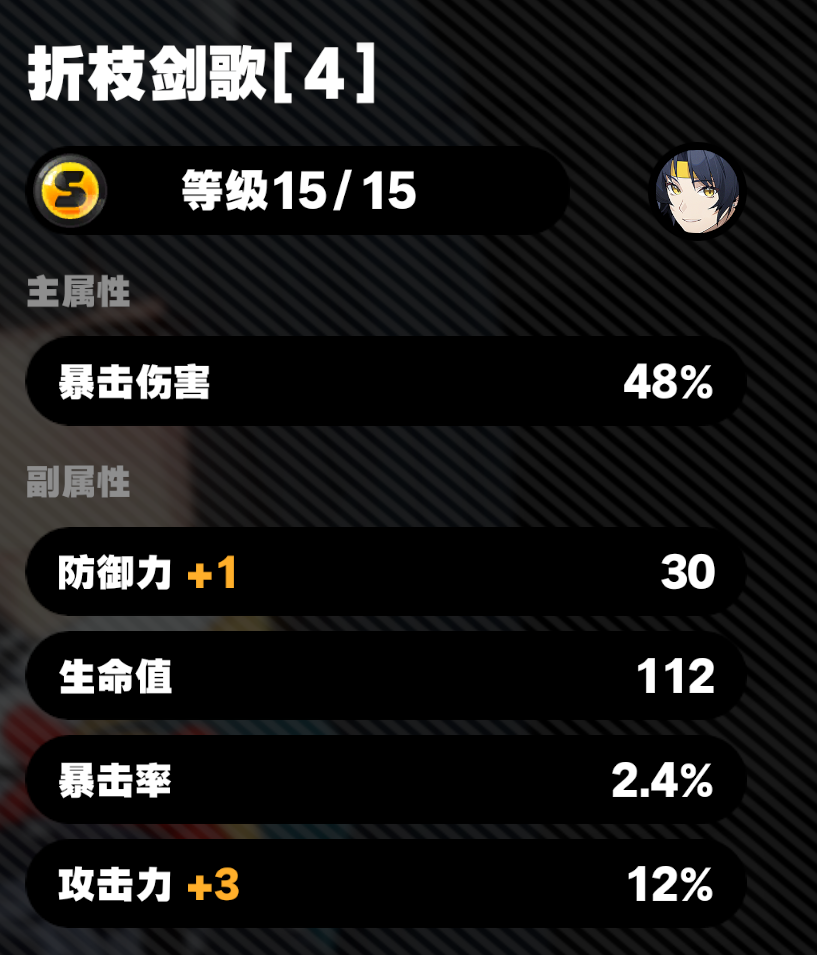 折枝剑歌[4]
S 等级15/15
主属性
暴击伤害 48%
副属性
防御力 +1 30
生命值 112
暴击率 2.4%
攻击力 +3 12%